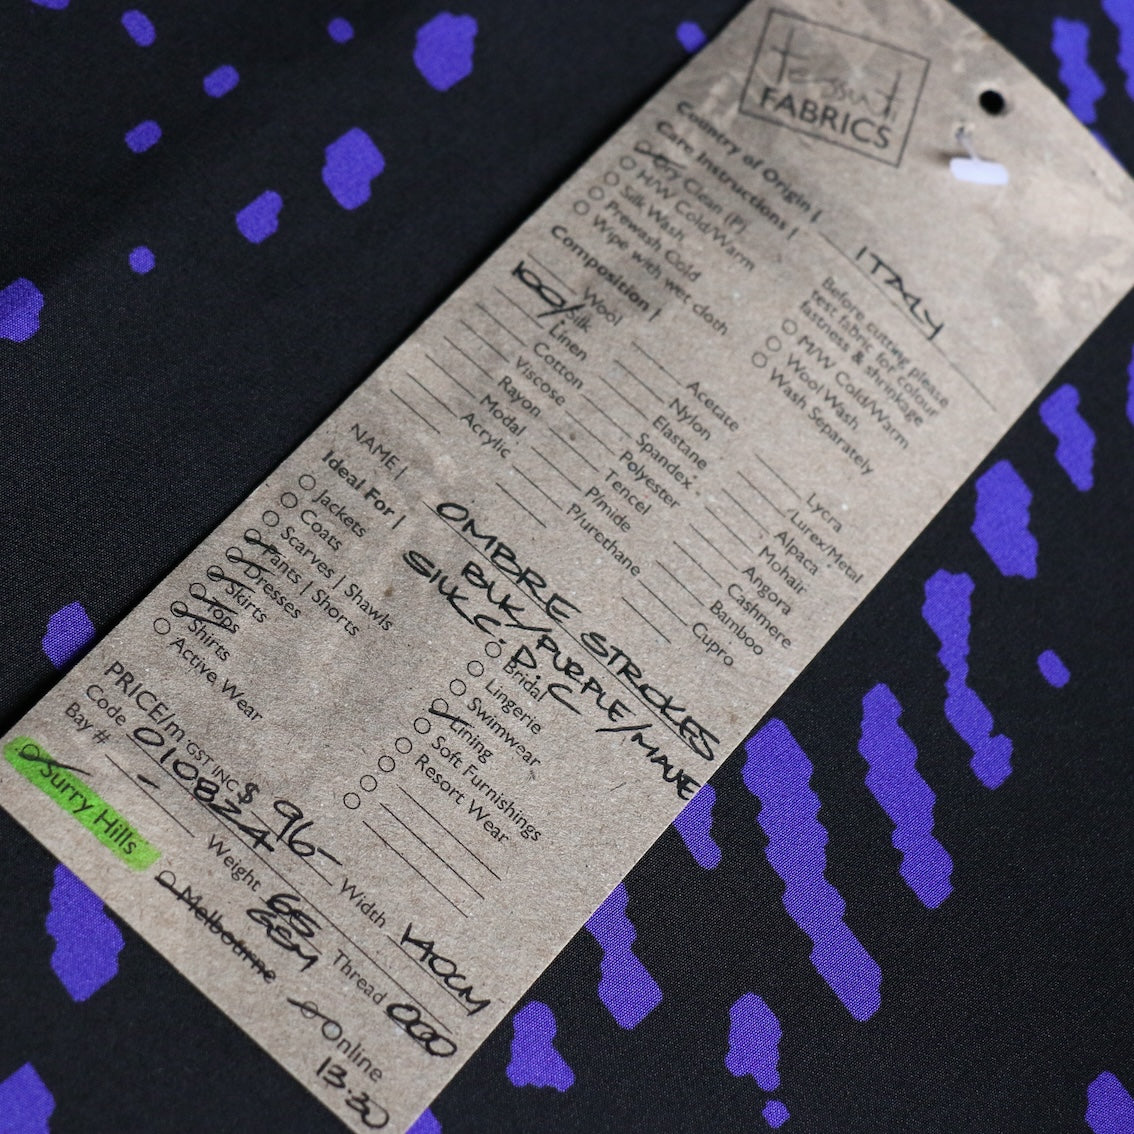 Tessuti
FABRICS
Country of Origin | ITALY
Care Instructions |
Dry Clean (P)
H/W Cold/Warm
Silk Wash
Prewash Cold
Wipe with wet cloth
Before cutting please
test fabric for colour
fastness & shrinkage
M/W Cold/Warm
Wool Wash
Wash Separately
Composition |
Wool
100% Silk
Linen
Cotton
Viscose
Rayon
Modal
Acrylic
Acetate
Nylon
Elastane
Spandex
Polyester
Tencel
P/mide
P/urethane
Lycra
Lurex/Metal
Alpaca
Mohair
Angora
Cashmere
Bamboo
Cupro
NAME | OMBRE STROKES
BLK/PURPLE/MAUVE
SILK C. D. C
Ideal For |
Jackets
Coats
Scarves | Shawls
Pants | Shorts
Dresses
Skirts
Tops
Shirts
Active Wear
Bridal
Lingerie
Swimwear
Lining
Soft Furnishings
Resort Wear
PRICE/m GST INC $ 96- Width 140CM
Code 010824 Weight 65 GSM Thread 000
Bay # -
Surry Hills
Melbourne
Online
13:30